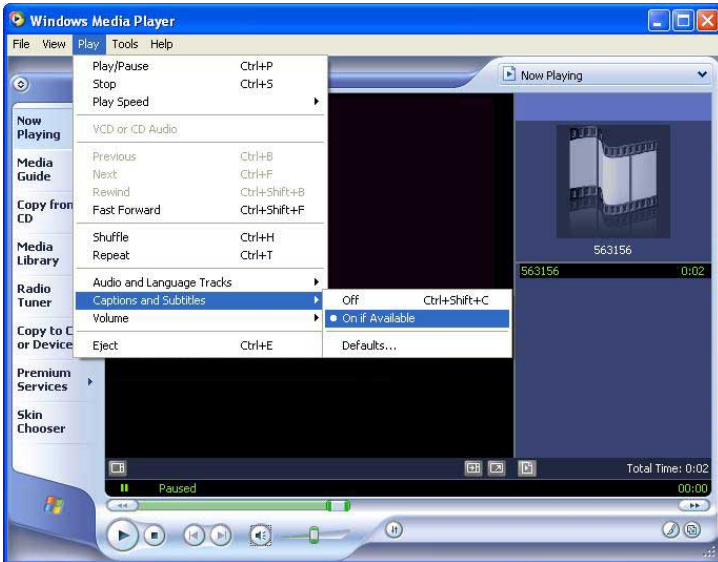 Windows Media Player
File View Play Tools Help
Play/Pause Ctrl+P
Stop Ctrl+S
Play Speed
VCD or CD Audio
Previous Ctrl+B
Next Ctrl+F
Rewind Ctrl+Shift+B
Fast Forward Ctrl+Shift+F
Shuffle Ctrl+H
Repeat Ctrl+T
Audio and Language Tracks
Captions and Subtitles
Volume
Eject Ctrl+E
Off Ctrl+Shift+C
On if Available
Defaults...
Now
Playing
Media
Guide
Copy from
CD
Media
Library
Radio
Tuner
Copy to C
or Device
Premium
Services
Skin
Chooser
Now Playing
563156
563156 0:02
Total Time: 0:02
Paused 00:00